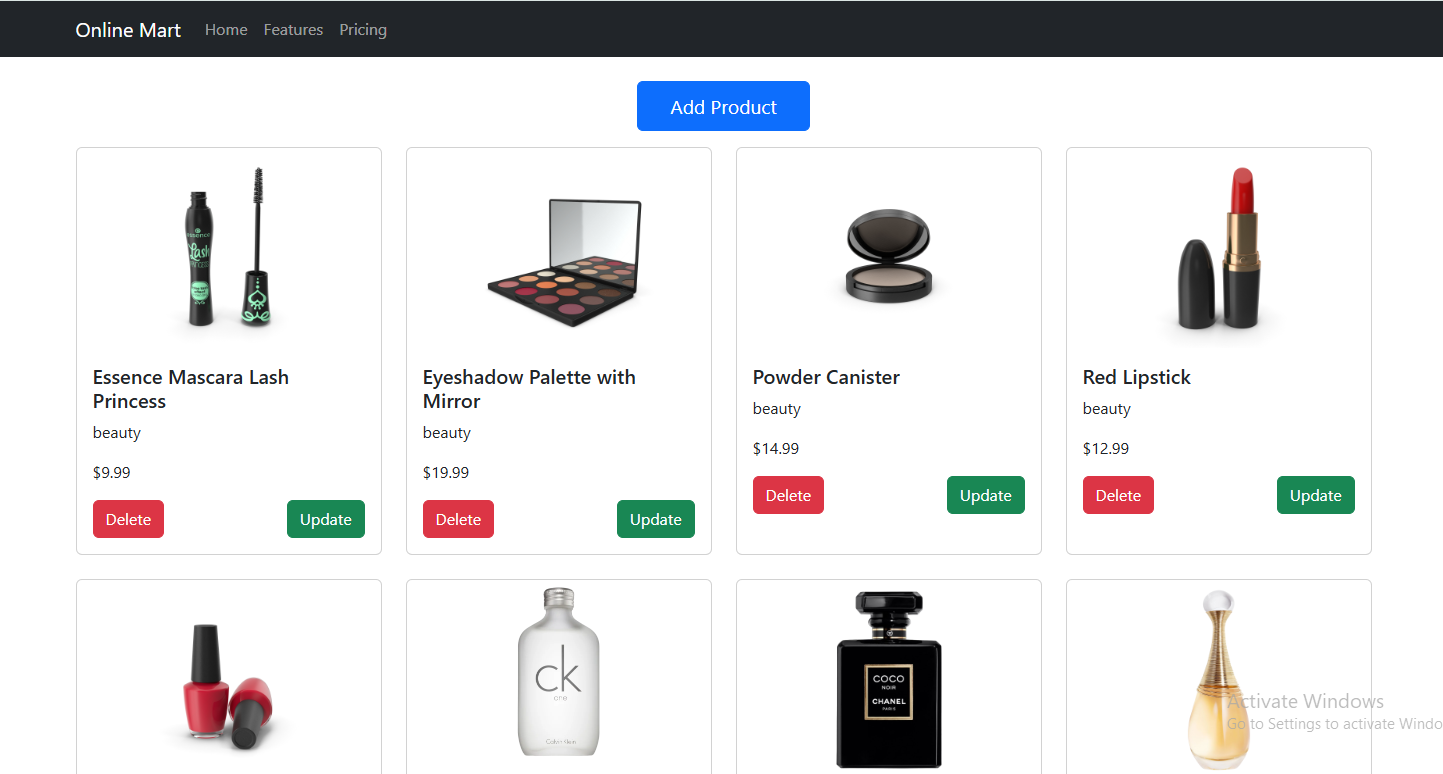 Online Mart Home Features Pricing
Add Product
essence
Lash
PRINCESS
Essence Mascara Lash
Princess
beauty
$9.99
Delete Update
Eyeshadow Palette with
Mirror
beauty
$19.99
Delete Update
Powder Canister
beauty
$14.99
Delete Update
Red Lipstick
beauty
$12.99
Delete Update
ck
one
Calvin Klein
COCO
NOIR
CHANEL
PARIS
Activate Windows
Go to Settings to activate Windo